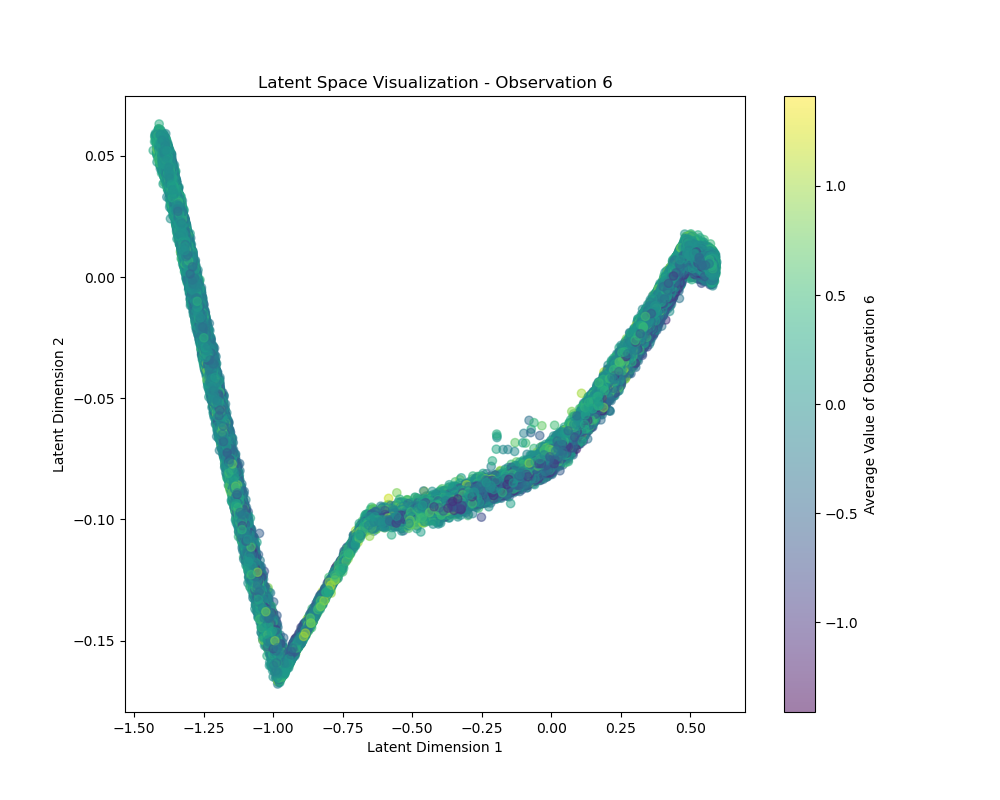 Latent Space Visualization - Observation 6
0.05
0.00
−0.05
−0.10
−0.15
Latent Dimension 2
−1.50 −1.25 −1.00 −0.75 −0.50 −0.25 0.00 0.25 0.50
Latent Dimension 1
1.0
0.5
0.0
−0.5
−1.0
Average Value of Observation 6